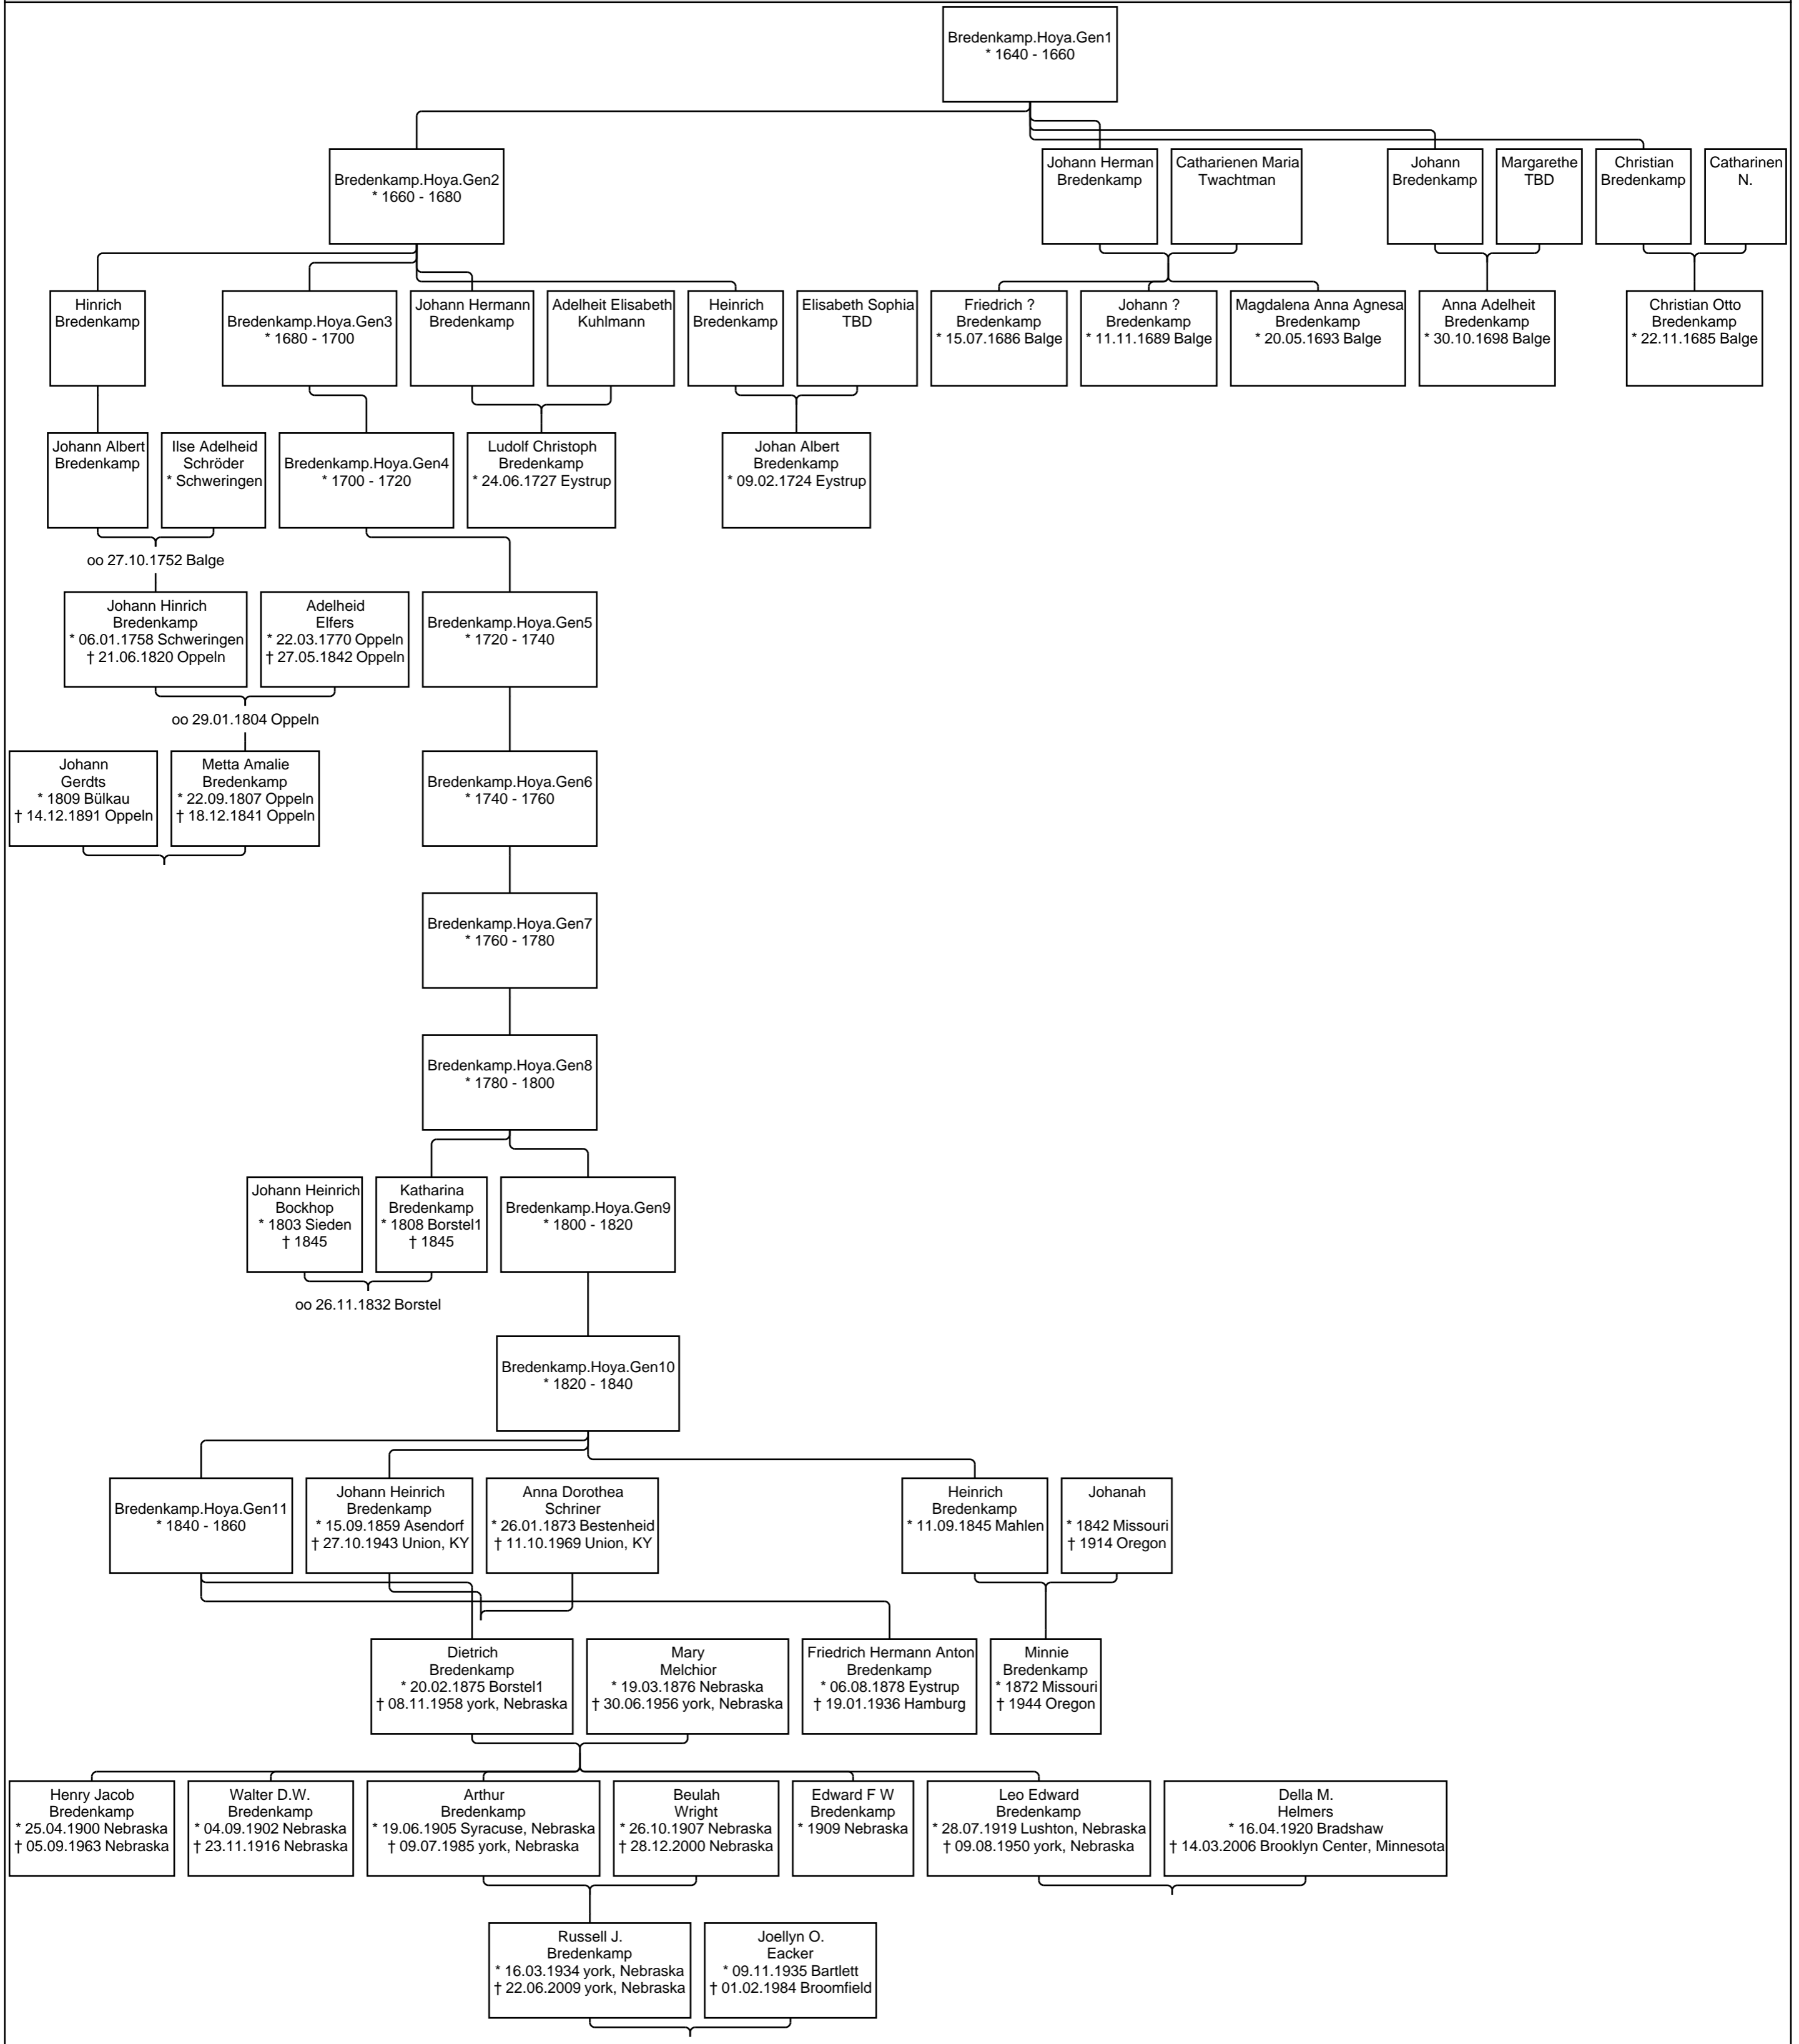 Bredenkamp.Hoya.Gen1
* 1640 - 1660
Bredenkamp.Hoya.Gen2
* 1660 - 1680
Johann Herman
Bredenkamp
Catharienen Maria
Twachtman
Johann
Bredenkamp
Margarethe
TBD
Christian
Bredenkamp
Catharinen
N.
Hinrich
Bredenkamp
Bredenkamp.Hoya.Gen3
* 1680 - 1700
Johann Hermann
Bredenkamp
Adelheit Elisabeth
Kuhlmann
Heinrich
Bredenkamp
Elisabeth Sophia
TBD
Friedrich ?
Bredenkamp
* 15.07.1686 Balge
Johann ?
Bredenkamp
* 11.11.1689 Balge
Magdalena Anna Agnesa
Bredenkamp
* 20.05.1693 Balge
Anna Adelheit
Bredenkamp
* 30.10.1698 Balge
Christian Otto
Bredenkamp
* 22.11.1685 Balge
Johann Albert
Bredenkamp
Ilse Adelheid
Schröder
* Schweringen
Bredenkamp.Hoya.Gen4
* 1700 - 1720
Ludolf Christoph
Bredenkamp
* 24.06.1727 Eystrup
Johan Albert
Bredenkamp
* 09.02.1724 Eystrup
oo 27.10.1752 Balge
Johann Hinrich
Bredenkamp
* 06.01.1758 Schweringen
† 21.06.1820 Oppeln
Adelheid
Elfers
* 22.03.1770 Oppeln
† 27.05.1842 Oppeln
Bredenkamp.Hoya.Gen5
* 1720 - 1740
oo 29.01.1804 Oppeln
Johann
Gerdts
* 1809 Bülkau
† 14.12.1891 Oppeln
Metta Amalie
Bredenkamp
* 22.09.1807 Oppeln
† 18.12.1841 Oppeln
Bredenkamp.Hoya.Gen6
* 1740 - 1760
Bredenkamp.Hoya.Gen7
* 1760 - 1780
Bredenkamp.Hoya.Gen8
* 1780 - 1800
Johann Heinrich
Bockhop
* 1803 Sieden
† 1845
Katharina
Bredenkamp
* 1808 Borstel1
† 1845
Bredenkamp.Hoya.Gen9
* 1800 - 1820
oo 26.11.1832 Borstel
Bredenkamp.Hoya.Gen10
* 1820 - 1840
Bredenkamp.Hoya.Gen11
* 1840 - 1860
Johann Heinrich
Bredenkamp
* 15.09.1859 Asendorf
† 27.10.1943 Union, KY
Anna Dorothea
Schriner
* 26.01.1873 Bestenheid
† 11.10.1969 Union, KY
Heinrich
Bredenkamp
* 11.09.1845 Mahlen
Johanah
* 1842 Missouri
† 1914 Oregon
Dietrich
Bredenkamp
* 20.02.1875 Borstel1
† 08.11.1958 york, Nebraska
Mary
Melchior
* 19.03.1876 Nebraska
† 30.06.1956 york, Nebraska
Friedrich Hermann Anton
Bredenkamp
* 06.08.1878 Eystrup
† 19.01.1936 Hamburg
Minnie
Bredenkamp
* 1872 Missouri
† 1944 Oregon
Henry Jacob
Bredenkamp
* 25.04.1900 Nebraska
† 05.09.1963 Nebraska
Walter D.W.
Bredenkamp
* 04.09.1902 Nebraska
† 23.11.1916 Nebraska
Arthur
Bredenkamp
* 19.06.1905 Syracuse, Nebraska
† 09.07.1985 york, Nebraska
Beulah
Wright
* 26.10.1907 Nebraska
† 28.12.2000 Nebraska
Edward F W
Bredenkamp
* 1909 Nebraska
Leo Edward
Bredenkamp
* 28.07.1919 Lushton, Nebraska
† 09.08.1950 york, Nebraska
Della M.
Helmers
* 16.04.1920 Bradshaw
† 14.03.2006 Brooklyn Center, Minnesota
Russell J.
Bredenkamp
* 16.03.1934 york, Nebraska
† 22.06.2009 york, Nebraska
Joellyn O.
Eacker
* 09.11.1935 Bartlett
† 01.02.1984 Broomfield